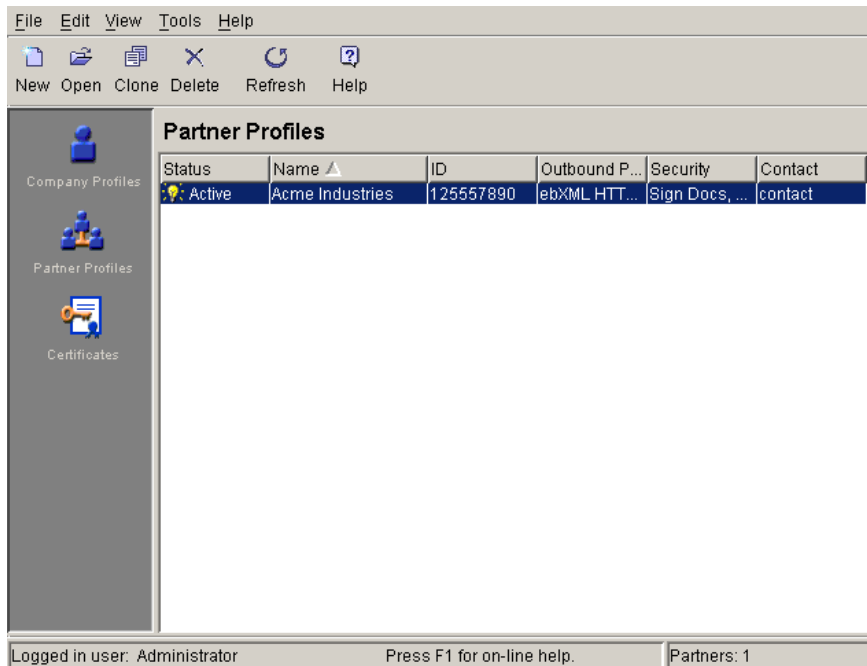 File Edit View Tools Help
New Open Clone Delete Refresh Help
Company Profiles
Partner Profiles
Certificates
Partner Profiles
Status Name ID Outbound P... Security Contact
Active Acme Industries 125557890 ebXML HTT... Sign Docs, ... contact
Logged in user: Administrator Press F1 for on-line help. Partners: 1